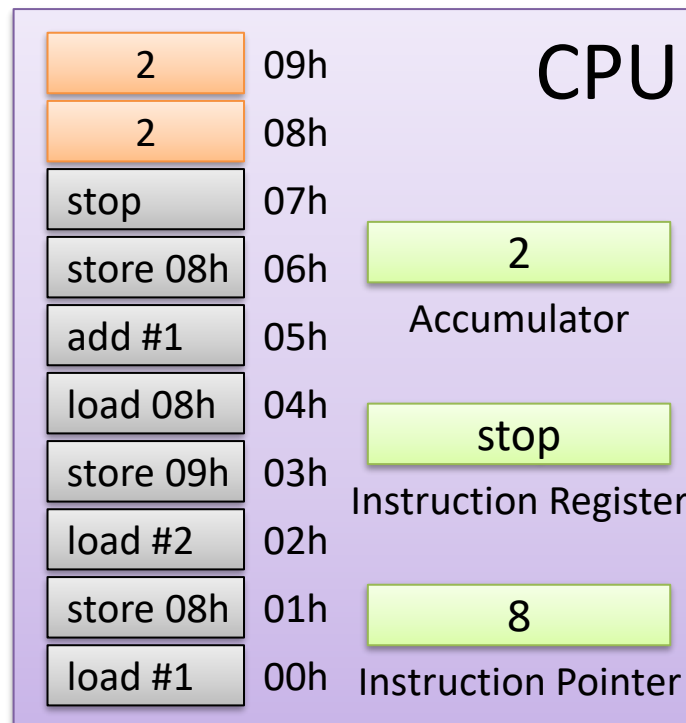 CPU
2 09h
2 08h
stop 07h
store 08h 06h
add #1 05h
load 08h 04h
store 09h 03h
load #2 02h
store 08h 01h
load #1 00h
2
Accumulator
stop
Instruction Register
8
Instruction Pointer